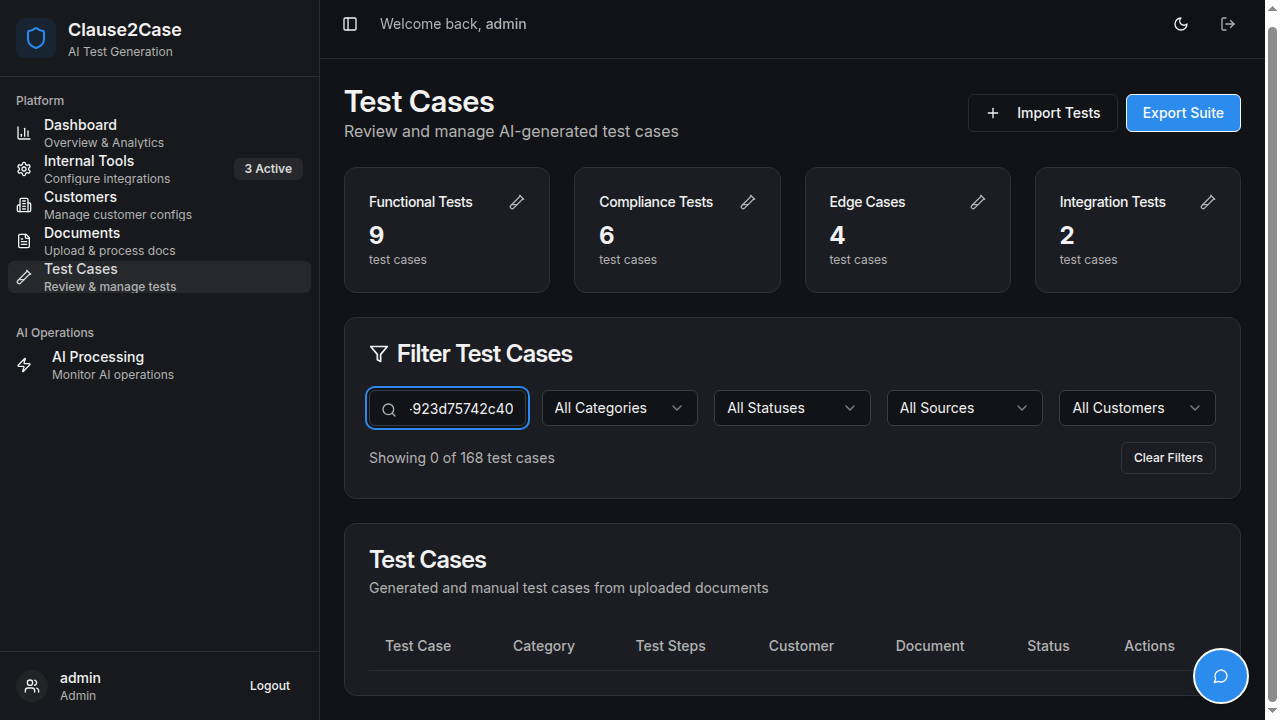 Clause2Case
AI Test Generation
Platform
Dashboard
Overview & Analytics
Internal Tools
Configure integrations
3 Active
Customers
Manage customer configs
Documents
Upload & process docs
Test Cases
Review & manage tests
AI Operations
AI Processing
Monitor AI operations
admin
Admin
Logout
Welcome back, admin
Test Cases
Review and manage AI-generated test cases
Import Tests
Export Suite
Functional Tests
9
test cases
Compliance Tests
6
test cases
Edge Cases
4
test cases
Integration Tests
2
test cases
Filter Test Cases
-923d75742c40
All Categories
All Statuses
All Sources
All Customers
Showing 0 of 168 test cases
Clear Filters
Test Cases
Generated and manual test cases from uploaded documents
Test Case Category Test Steps Customer Document Status Actions